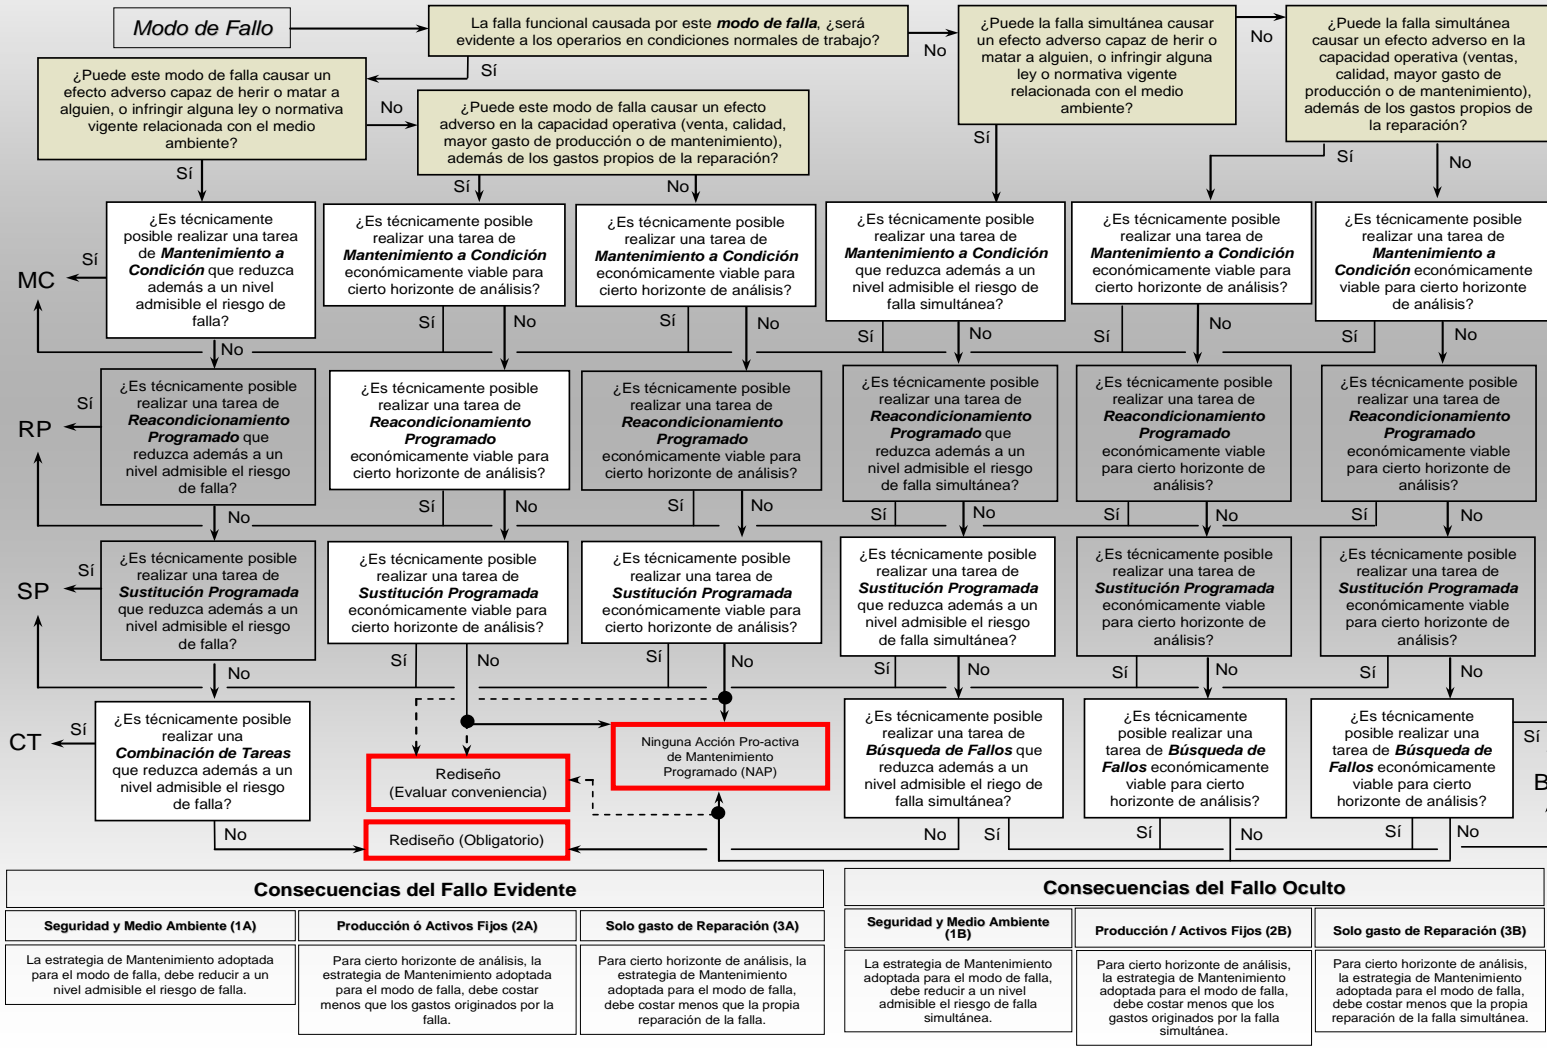 Modo de Fallo
La falla funcional causada por este modo de falla, ¿será
evidente a los operarios en condiciones normales de trabajo?
No
Sí
¿Puede la falla simultánea causar
un efecto adverso capaz de herir o
matar a alguien, o infringir alguna
ley o normativa vigente
relacionada con el medio
ambiente?
No
Sí
¿Puede la falla simultánea
causar un efecto adverso en la
capacidad operativa (ventas,
calidad, mayor gasto de
producción o de mantenimiento),
además de los gastos propios de
la reparación?
Sí
No
¿Puede este modo de falla causar un
efecto adverso capaz de herir o matar a
alguien, o infringir alguna ley o normativa
vigente relacionada con el medio
ambiente?
No
Sí
¿Puede este modo de falla causar un efecto
adverso en la capacidad operativa (venta, calidad,
mayor gasto de producción o de mantenimiento),
además de los gastos propios de la reparación?
Sí
No
MC
Sí
¿Es técnicamente
posible realizar una tarea
de Mantenimiento a
Condición que reduzca
además a un nivel
admisible el riesgo de
falla?
No
¿Es técnicamente posible
realizar una tarea de
Mantenimiento a Condición
económicamente viable para
cierto horizonte de análisis?
Sí
No
¿Es técnicamente posible
realizar una tarea de
Mantenimiento a Condición
económicamente viable para
cierto horizonte de análisis?
Sí
No
¿Es técnicamente posible
realizar una tarea de
Mantenimiento a Condición
que reduzca además a un
nivel admisible el riesgo de
falla simultánea?
Sí
No
¿Es técnicamente posible
realizar una tarea de
Mantenimiento a Condición
económicamente viable para
cierto horizonte de análisis?
Sí
No
¿Es técnicamente posible
realizar una tarea de
Mantenimiento a
Condición económicamente
viable para cierto horizonte
de análisis?
Sí
No
RP
Sí
¿Es técnicamente posible
realizar una tarea de
Reacondicionamiento
Programado que
reduzca además a un
nivel admisible el riesgo
de falla?
No
¿Es técnicamente posible
realizar una tarea de
Reacondicionamiento
Programado
económicamente viable para
cierto horizonte de análisis?
Sí
No
¿Es técnicamente posible
realizar una tarea de
Reacondicionamiento
Programado
económicamente viable para
cierto horizonte de análisis?
Sí
No
¿Es técnicamente posible
realizar una tarea de
Reacondicionamiento
Programado que
reduzca además a un
nivel admisible el riesgo
de falla simultánea?
Sí
No
¿Es técnicamente posible
realizar una tarea de
Reacondicionamiento
Programado
económicamente viable
para cierto horizonte de
análisis?
Sí
No
¿Es técnicamente posible
realizar una tarea de
Reacondicionamiento
Programado
económicamente viable
para cierto horizonte de
análisis?
Sí
No
SP
Sí
¿Es técnicamente posible
realizar una tarea de
Sustitución Programada
que reduzca además a un
nivel admisible el riesgo
de falla?
No
¿Es técnicamente posible
realizar una tarea de
Sustitución Programada
económicamente viable para
cierto horizonte de análisis?
Sí
No
¿Es técnicamente posible
realizar una tarea de
Sustitución Programada
económicamente viable para
cierto horizonte de análisis?
Sí
No
¿Es técnicamente posible
realizar una tarea de
Sustitución Programada
que reduzca además a un
nivel admisible el riesgo
de falla simultánea?
Sí
No
¿Es técnicamente posible
realizar una tarea de
Sustitución Programada
económicamente viable
para cierto horizonte de
análisis?
Sí
No
¿Es técnicamente posible
realizar una tarea de
Sustitución Programada
económicamente viable
para cierto horizonte de
análisis?
Sí
No
CT
Sí
¿Es técnicamente posible
realizar una
Combinación de Tareas
que reduzca además a un
nivel admisible el riesgo
de falla?
No
Rediseño
(Evaluar conveniencia)
Rediseño (Obligatorio)
Ninguna Acción Pro-activa
de Mantenimiento
Programado (NAP)
¿Es técnicamente posible
realizar una tarea de
Búsqueda de Fallos que
reduzca además a un
nivel admisible el riego de
falla simultánea?
No
Sí
¿Es técnicamente
posible realizar una
tarea de Búsqueda de
Fallos económicamente
viable para cierto
horizonte de análisis?
Sí
No
¿Es técnicamente
posible realizar una
tarea de Búsqueda de
Fallos económicamente
viable para cierto
horizonte de análisis?
Sí
No
Sí
B
Consecuencias del Fallo Evidente
Seguridad y Medio Ambiente (1A)
Producción ó Activos Fijos (2A)
Solo gasto de Reparación (3A)
La estrategia de Mantenimiento adoptada
para el modo de falla, debe reducir a un
nivel admisible el riesgo de falla.
Para cierto horizonte de análisis, la
estrategia de Mantenimiento adoptada
para el modo de falla, debe costar
menos que los gastos originados por la
falla.
Para cierto horizonte de análisis, la
estrategia de Mantenimiento
adoptada para el modo de falla,
debe costar menos que la propia
reparación de la falla.
Consecuencias del Fallo Oculto
Seguridad y Medio Ambiente
(1B)
Producción / Activos Fijos (2B)
Solo gasto de Reparación (3B)
La estrategia de Mantenimiento
adoptada para el modo de falla,
debe reducir a un nivel
admisible el riesgo de falla
simultánea.
Para cierto horizonte de análisis,
la estrategia de Mantenimiento
adoptada para el modo de falla,
debe costar menos que los
gastos originados por la falla
simultánea.
Para cierto horizonte de análisis,
la estrategia de Mantenimiento
adoptada para el modo de falla,
debe costar menos que la propia
reparación de la falla simultánea.